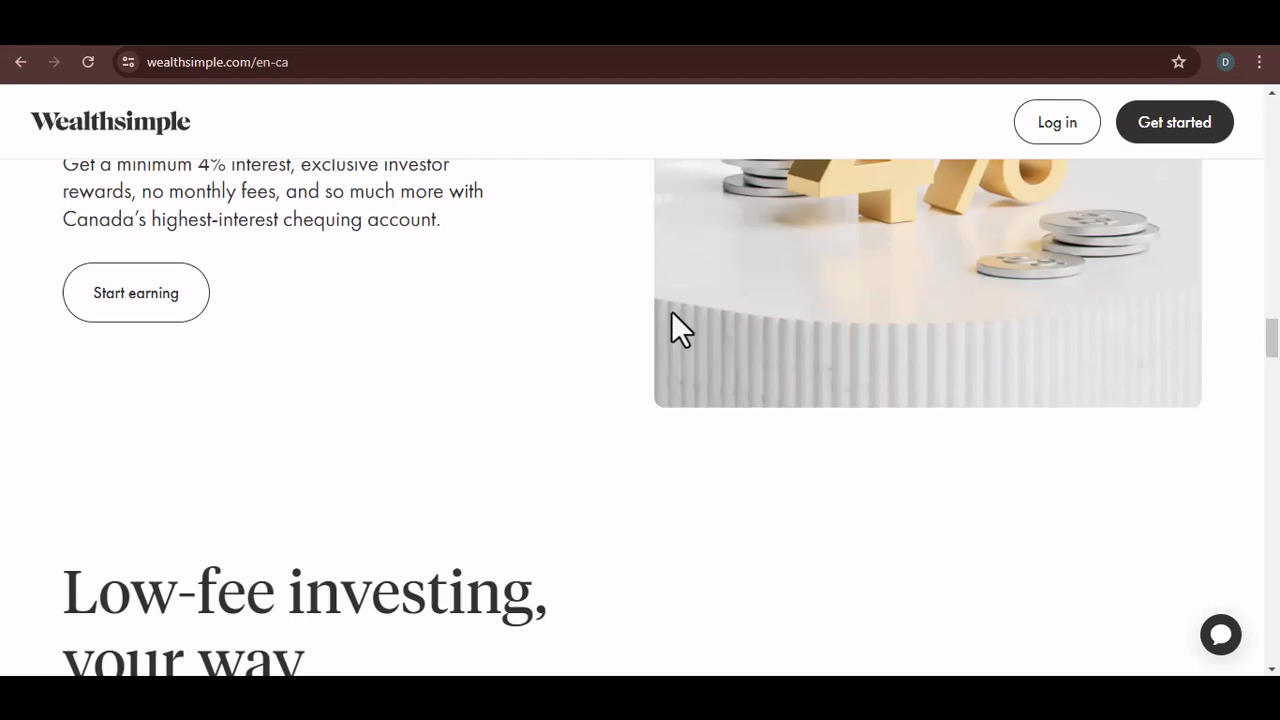 wealthsimple.com/en-ca
D
Wealthsimple
Log in
Get started
Get a minimum 4% interest, exclusive investor
rewards, no monthly fees, and so much more with
Canada's highest-interest chequing account.
Start earning
4%
Low-fee investing,
your way